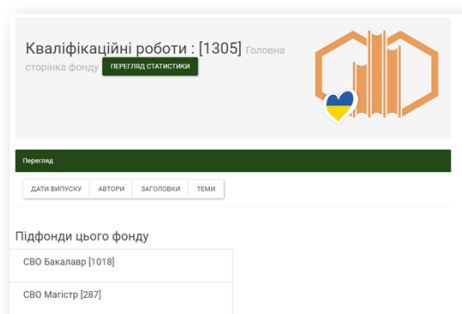 Кваліфікаційні роботи : [1305] Головна
сторінка фонду ПЕРЕГЛЯД СТАТИСТИКИ
Перегляд
ДАТИ ВИПУСКУ АВТОРИ ЗАГОЛОВКИ ТЕМИ
Підфонди цього фонду
СВО Бакалавр [1018]
СВО Магістр [287]